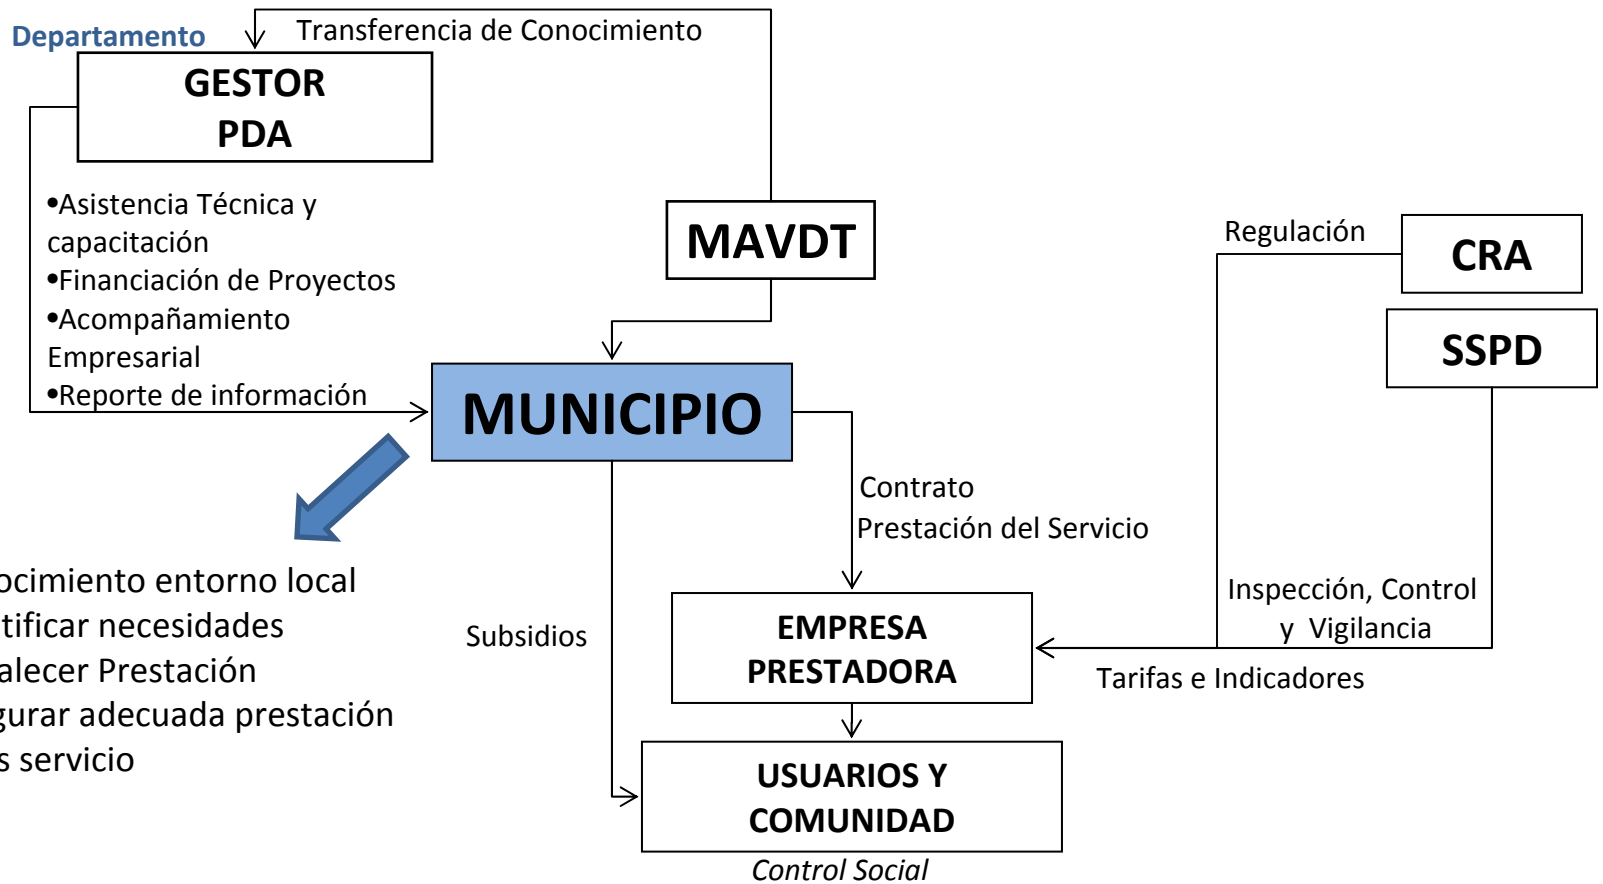 Departamento
Transferencia de Conocimiento
GESTOR
PDA
•Asistencia Técnica y
capacitación
•Financiación de Proyectos
•Acompañamiento
Empresarial
•Reporte de información
MAVDT
Regulación
CRA
SSPD
MUNICIPIO
Contrato
Prestación del Servicio
ocimiento entorno local
tificar necesidades
alecer Prestación
gurar adecuada prestación
s servicio
Subsidios
EMPRESA
PRESTADORA
Inspección, Control
y Vigilancia
Tarifas e Indicadores
USUARIOS Y
COMUNIDAD
Control Social